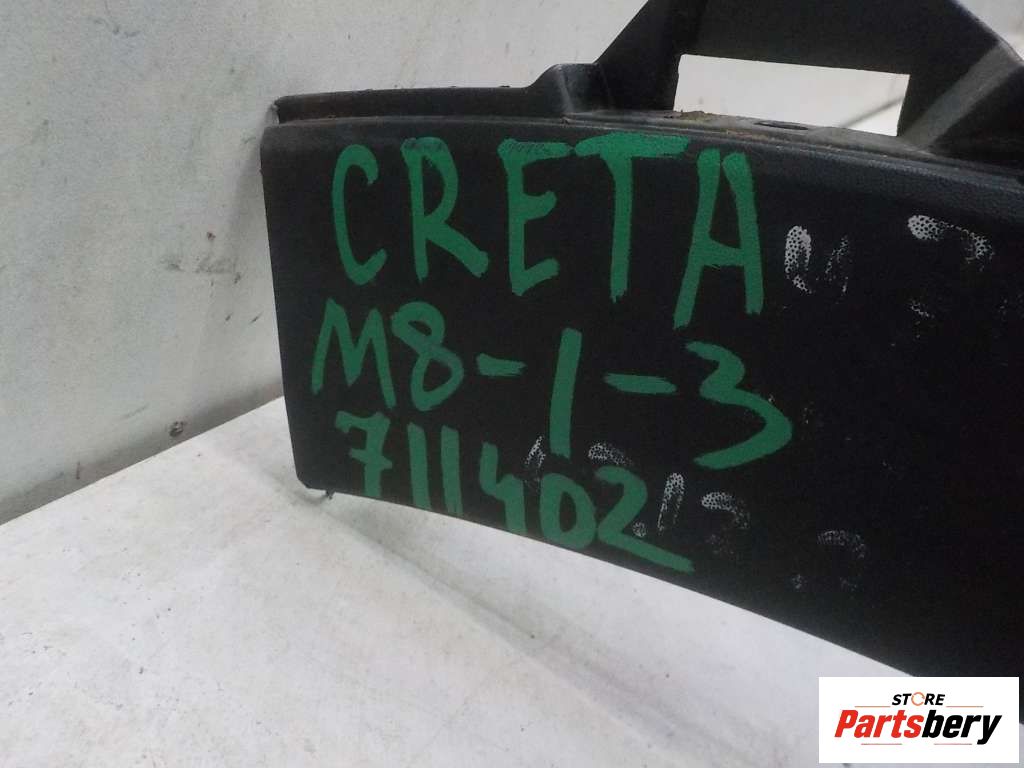 CRETA
M8-1-3
711402
STORE
Partsbery